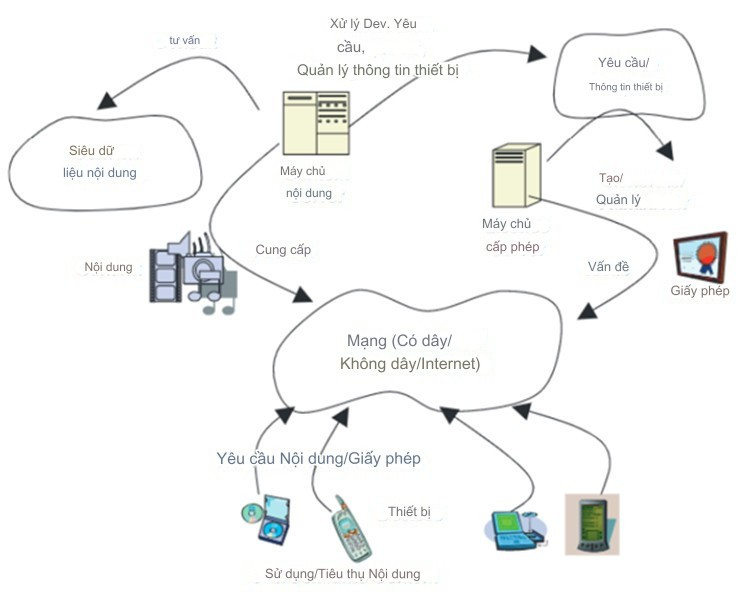 Xử lý Dev. Yêu
cầu,
Quản lý thông tin thiết bị
tư vấn
Yêu cầu/
Thông tin thiết bị
Siêu dữ
liệu nội dung
Máy chủ
nội dung
Tạo/
Quản lý
Máy chủ
cấp phép
Nội dung
Cung cấp
Vấn đề
Giấy phép
Mạng (Có dây/
Không dây/Internet)
Yêu cầu Nội dung/Giấy phép
Thiết bị
Sử dụng/Tiêu thụ Nội dung